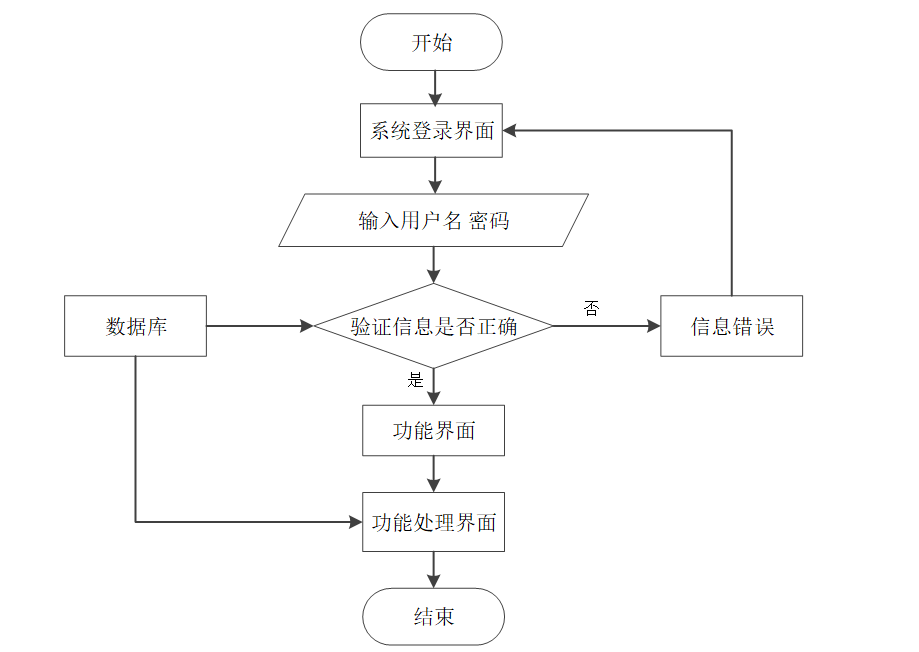 开始
系统登录界面
输入用户名 密码
否
数据库
验证信息是否正确
信息错误
是
功能界面
功能处理界面
结束